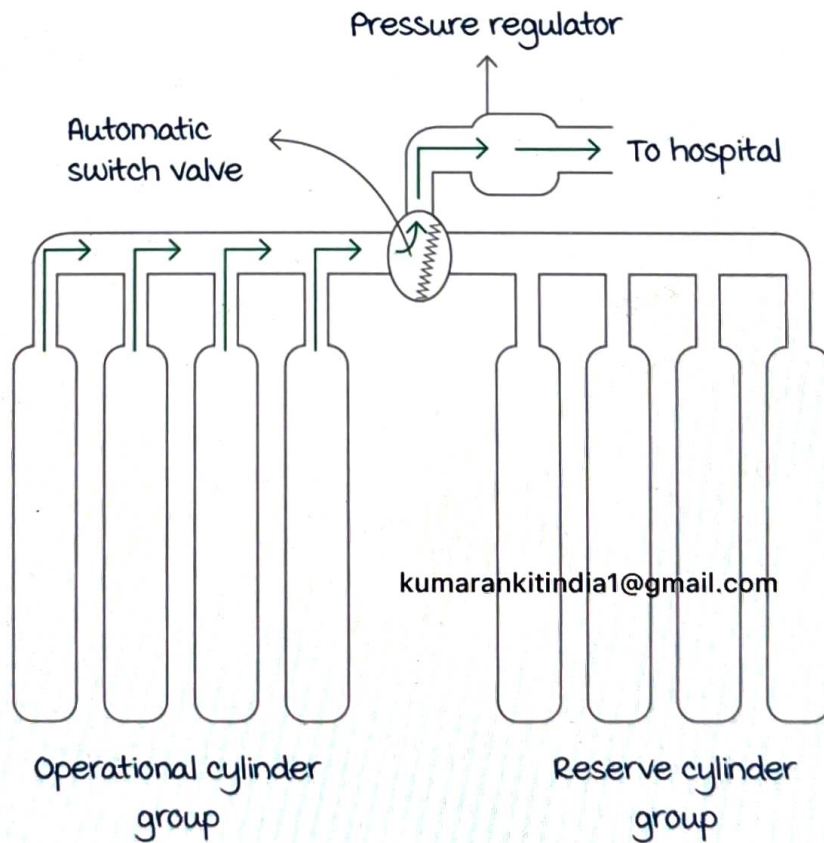 Pressure regulator
Automatic
switch valve
To hospital
kumarankitindia1@gmail.com
Operational cylinder
group
Reserve cylinder
group